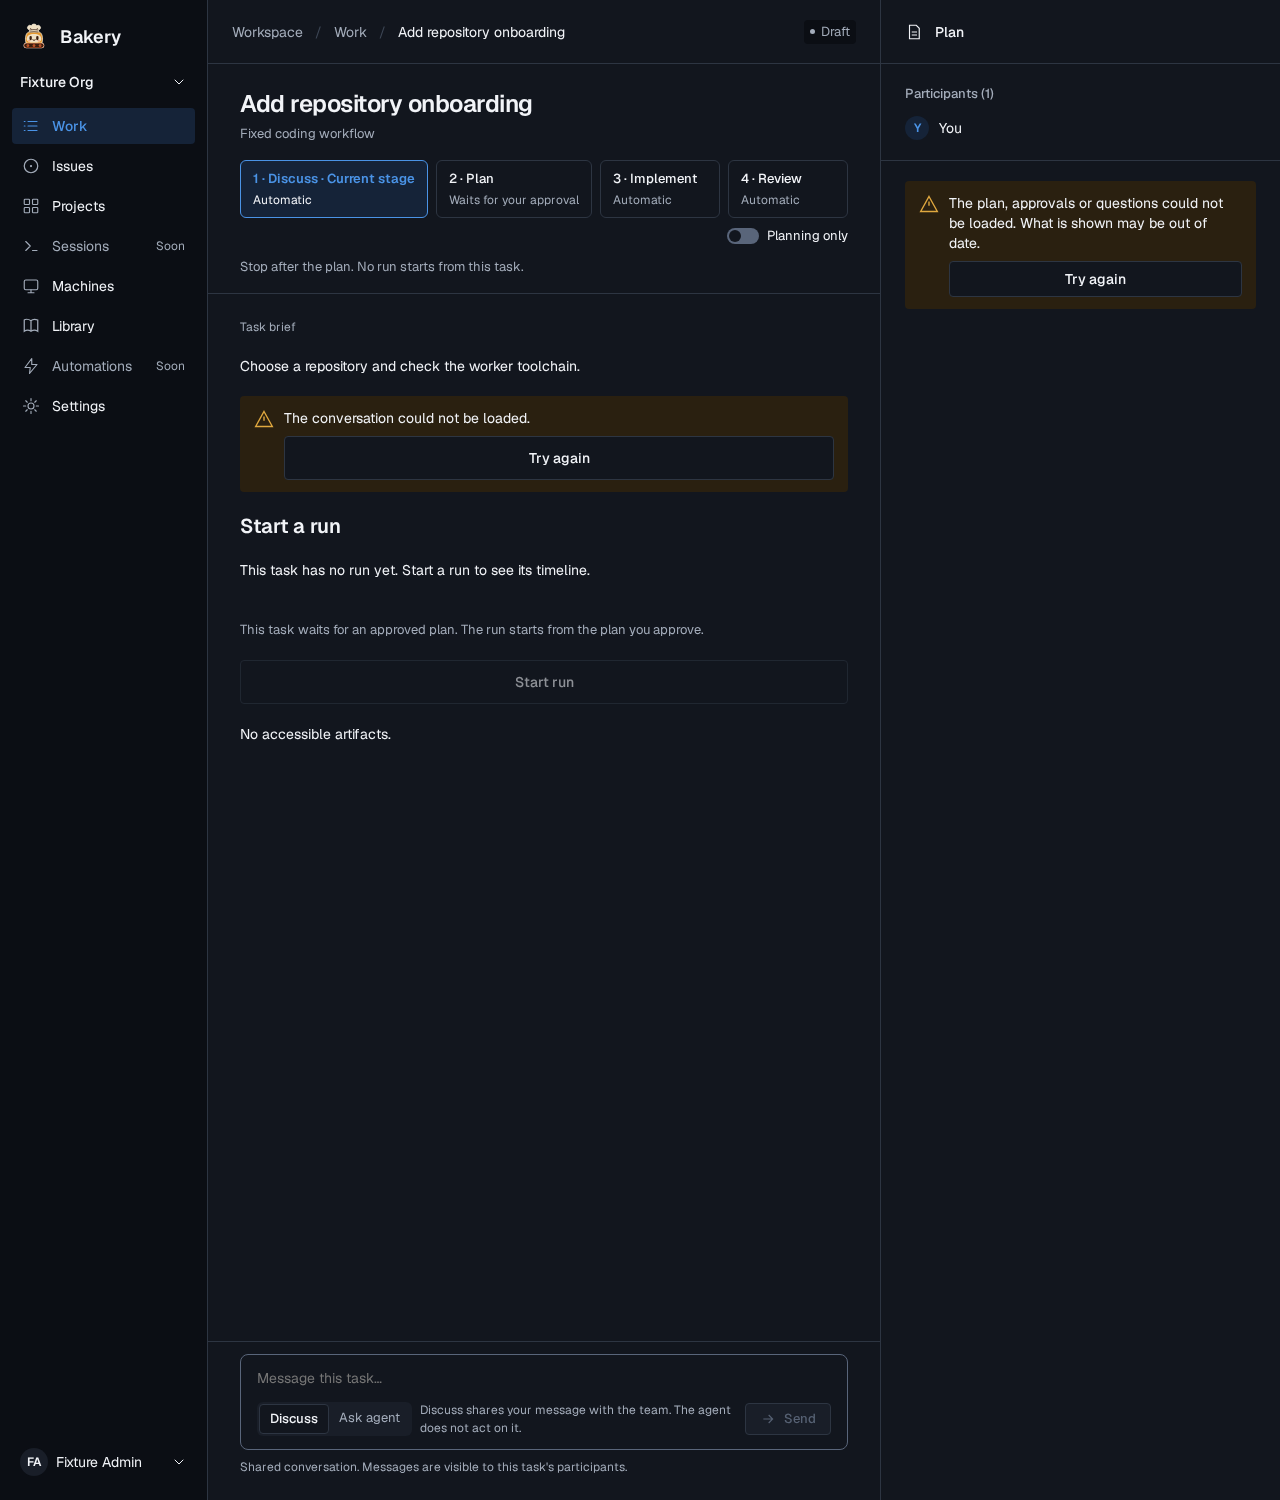 Bakery
Fixture Org
Work
Issues
Projects
Sessions Soon
Machines
Library
Automations Soon
Settings
FA Fixture Admin
Workspace / Work / Add repository onboarding
Draft
Add repository onboarding
Fixed coding workflow
1 · Discuss · Current stage
Automatic
2 · Plan
Waits for your approval
3 · Implement
Automatic
4 · Review
Automatic
Planning only
Stop after the plan. No run starts from this task.
Task brief
Choose a repository and check the worker toolchain.
The conversation could not be loaded.
Try again
Start a run
This task has no run yet. Start a run to see its timeline.
This task waits for an approved plan. The run starts from the plan you approve.
Start run
No accessible artifacts.
Message this task...
Discuss
Ask agent
Discuss shares your message with the team. The agent
does not act on it.
Send
Shared conversation. Messages are visible to this task's participants.
Plan
Participants (1)
Y You
The plan, approvals or questions could not
be loaded. What is shown may be out of
date.
Try again